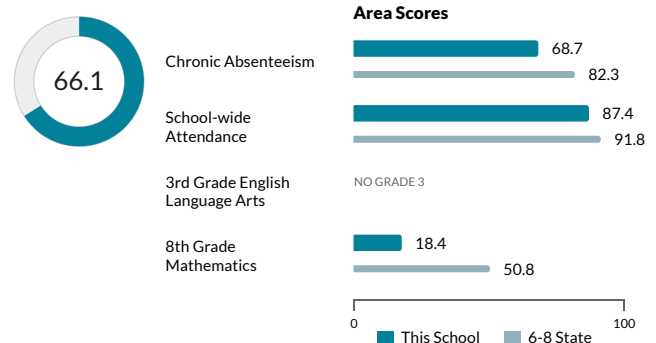 Area Scores
66.1
Chronic Absenteeism
68.7
82.3
School-wide
Attendance
87.4
91.8
3rd Grade English
Language Arts
NO GRADE 3
8th Grade
Mathematics
18.4
50.8
0
100
This School
6-8 State